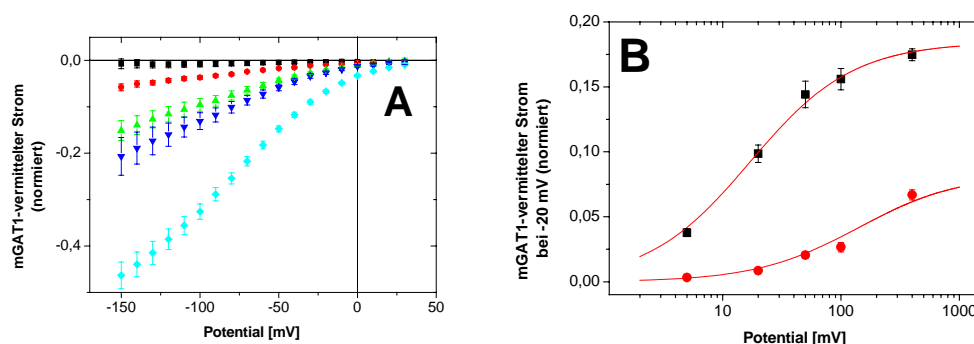 A
mGAT1-vermittelter Strom
(normiert)
0,0
-0,2
-0,4
-150
-100
-50
0
50
Potential [mV]
B
mGAT1-vermittelter Strom
bei -20 mV (normiert)
0,20
0,15
0,10
0,05
0,00
10
100
1000
Potential [mV]